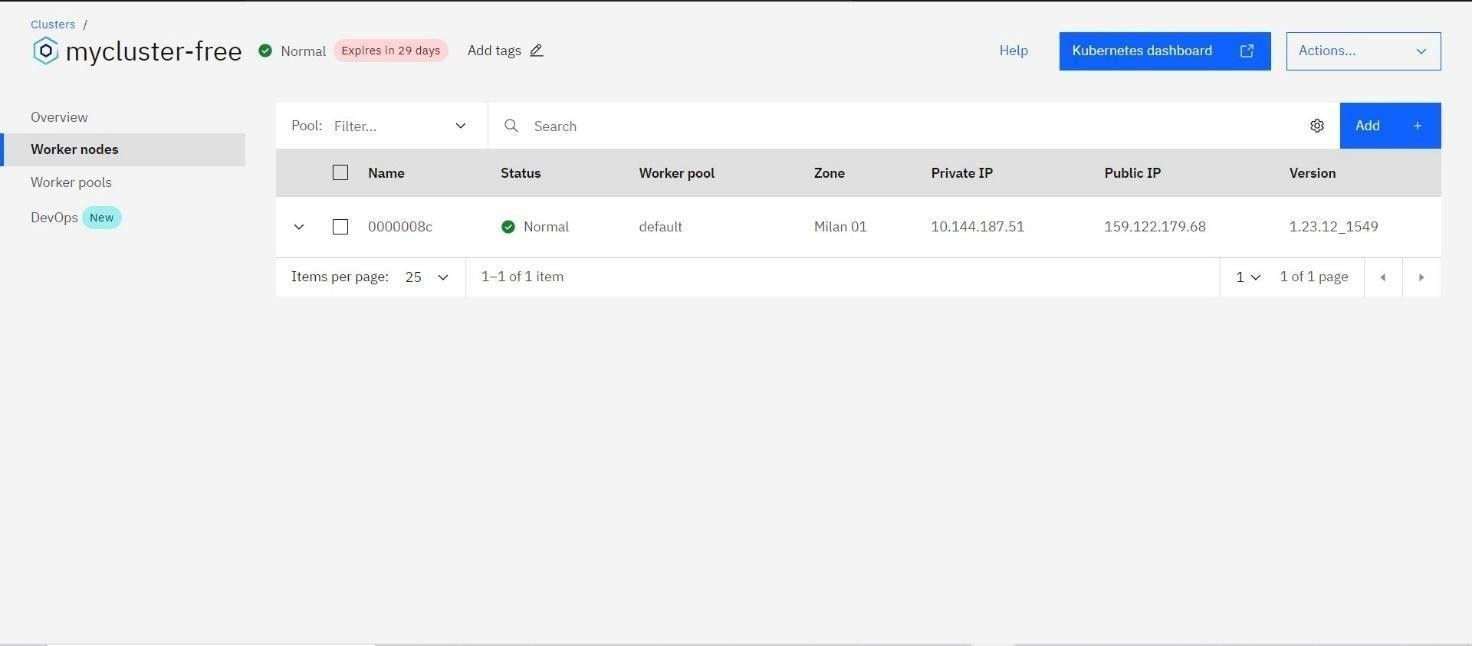 Clusters /
mycluster-free Normal Expires in 29 days Add tags Help Kubernetes dashboard Actions...
Overview
Worker nodes
Worker pools
DevOps New
Pool: Filter... Search Add +
Name Status Worker pool Zone Private IP Public IP Version
0000008c Normal default Milan 01 10.144.187.51 159.122.179.68 1.23.12_1549
Items per page: 25 1–1 of 1 item 1 1 of 1 page